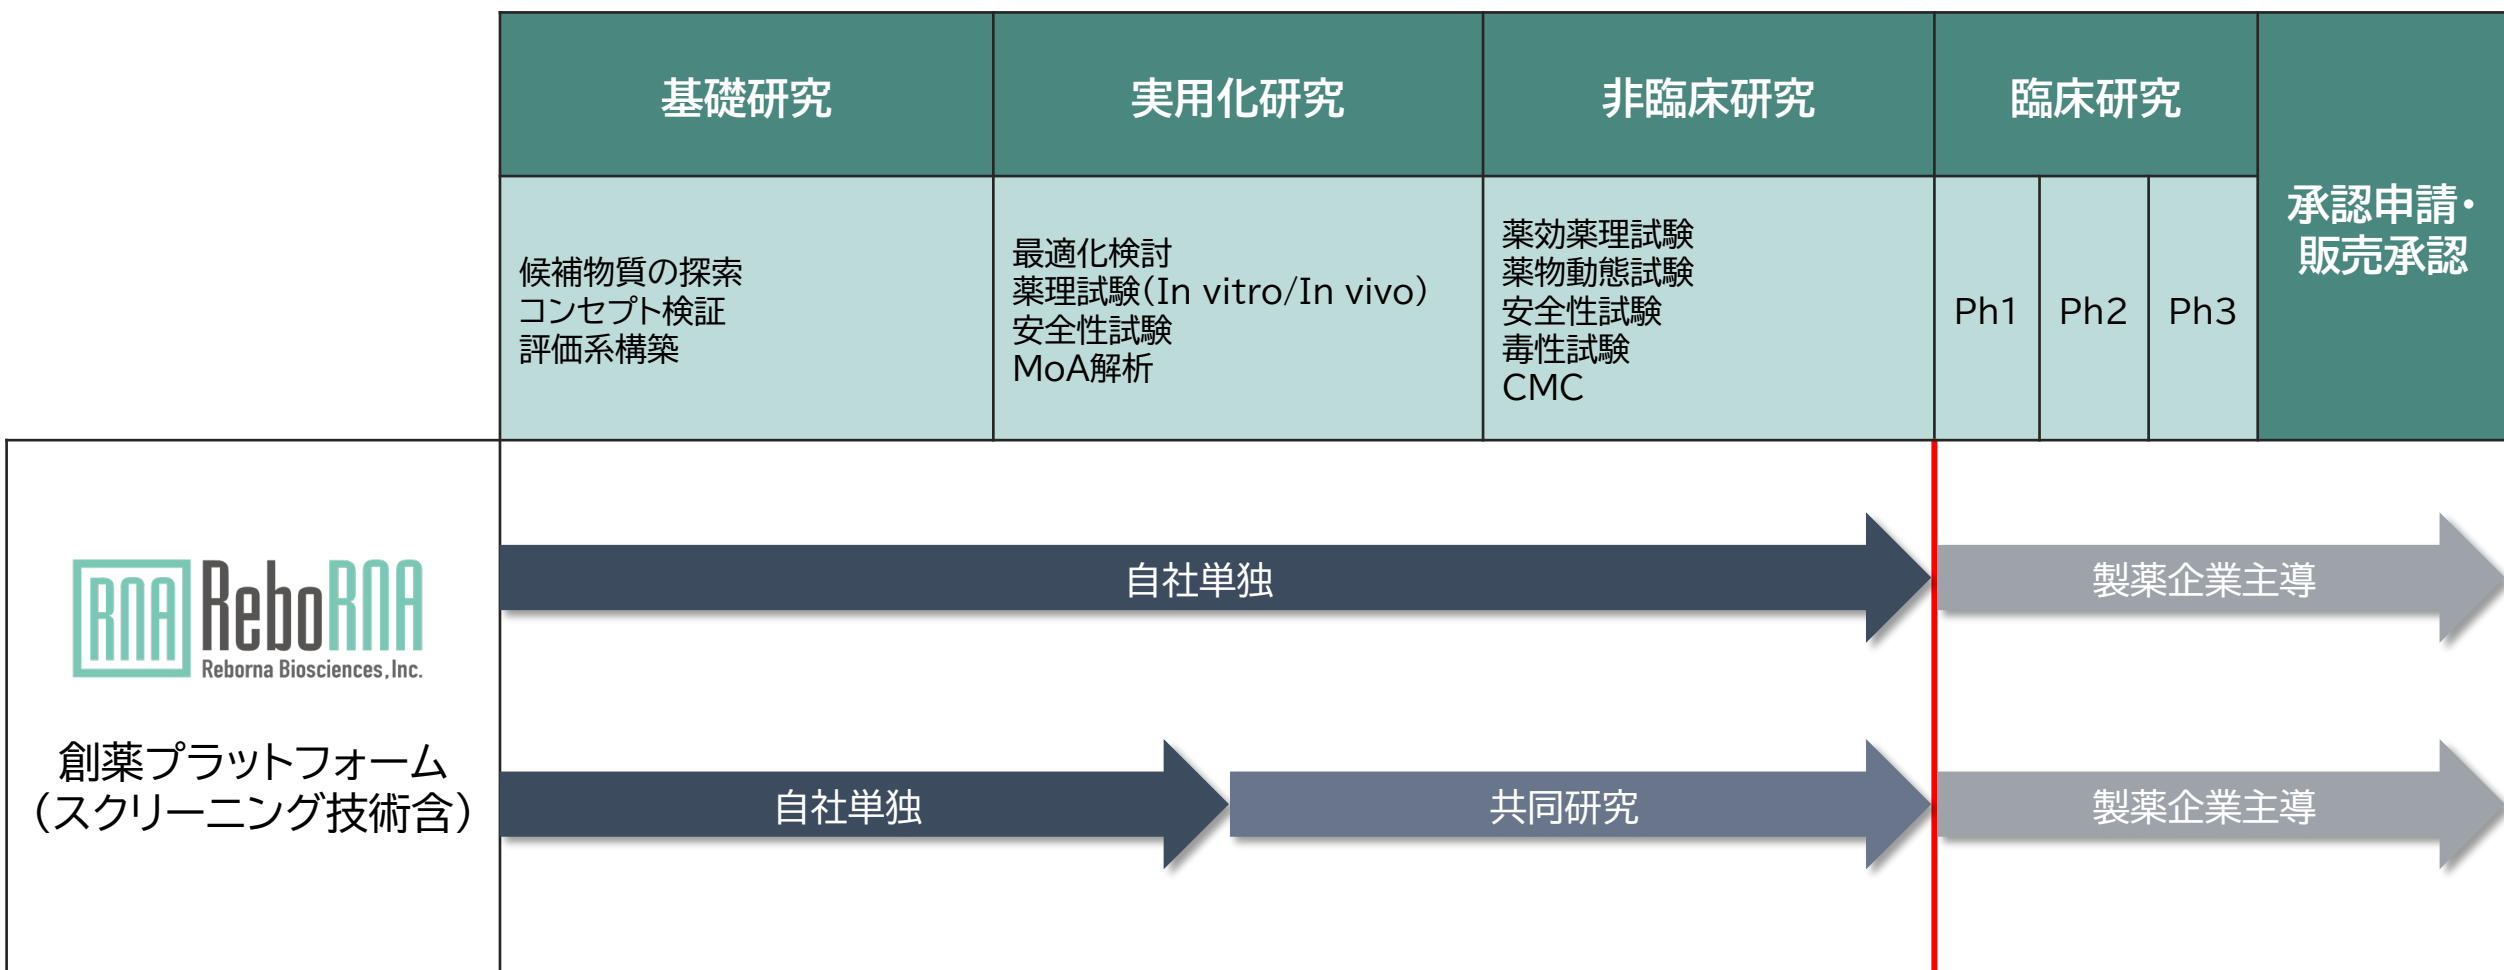 基礎研究
実用化研究
非臨床研究
臨床研究
承認申請・
販売承認
候補物質の探索
コンセプト検証
評価系構築
最適化検討
薬理試験(In vitro/In vivo)
安全性試験
MoA解析
薬効薬理試験
薬物動態試験
安全性試験
毒性試験
CMC
Ph1
Ph2
Ph3
RNA ReboRNA
Reborna Biosciences, Inc.
創薬プラットフォーム
(スクリーニング技術含)
自社単独
製薬企業主導
自社単独
共同研究
製薬企業主導